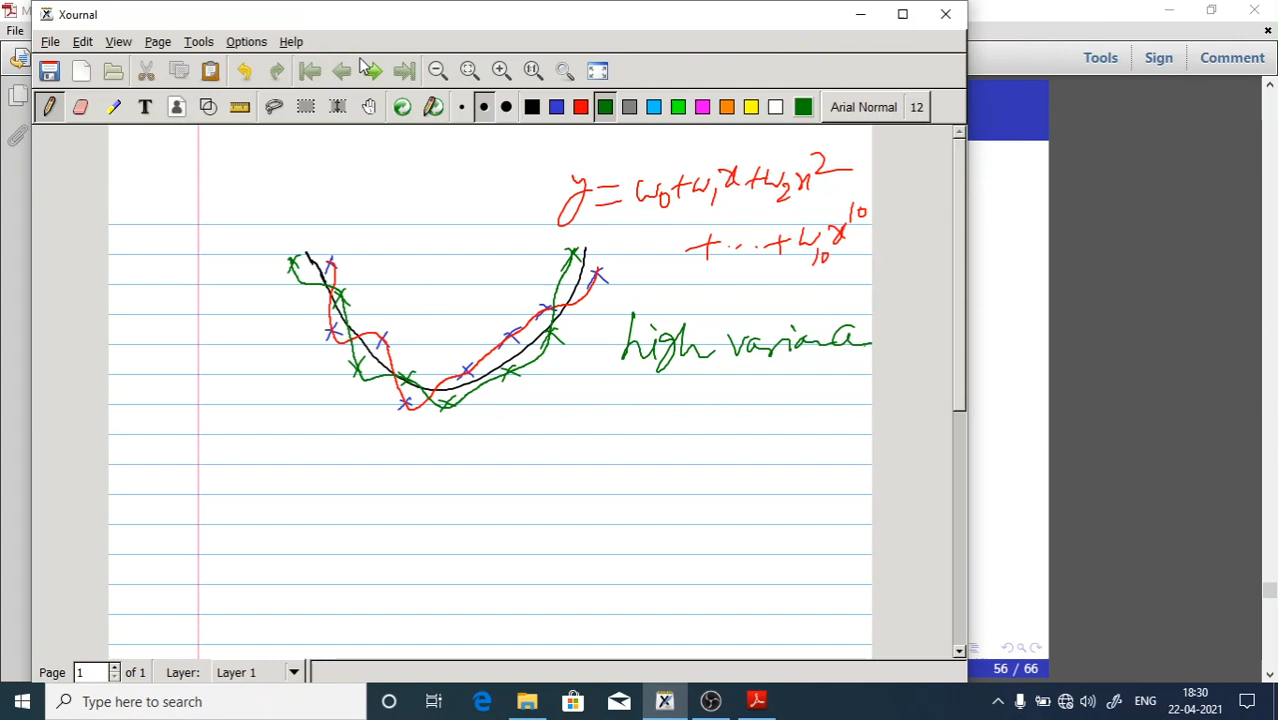 Xournal
File Edit View Page Tools Options Help
T
Arial Normal 12
y = w₀ + w₁x + w₂x²
+ ... + w₁₀x¹⁰
high varianc
Page 1 of 1 Layer: Layer 1
File
Tools Sign Comment
56 / 66
Type here to search
ENG
18:30
22-04-2021